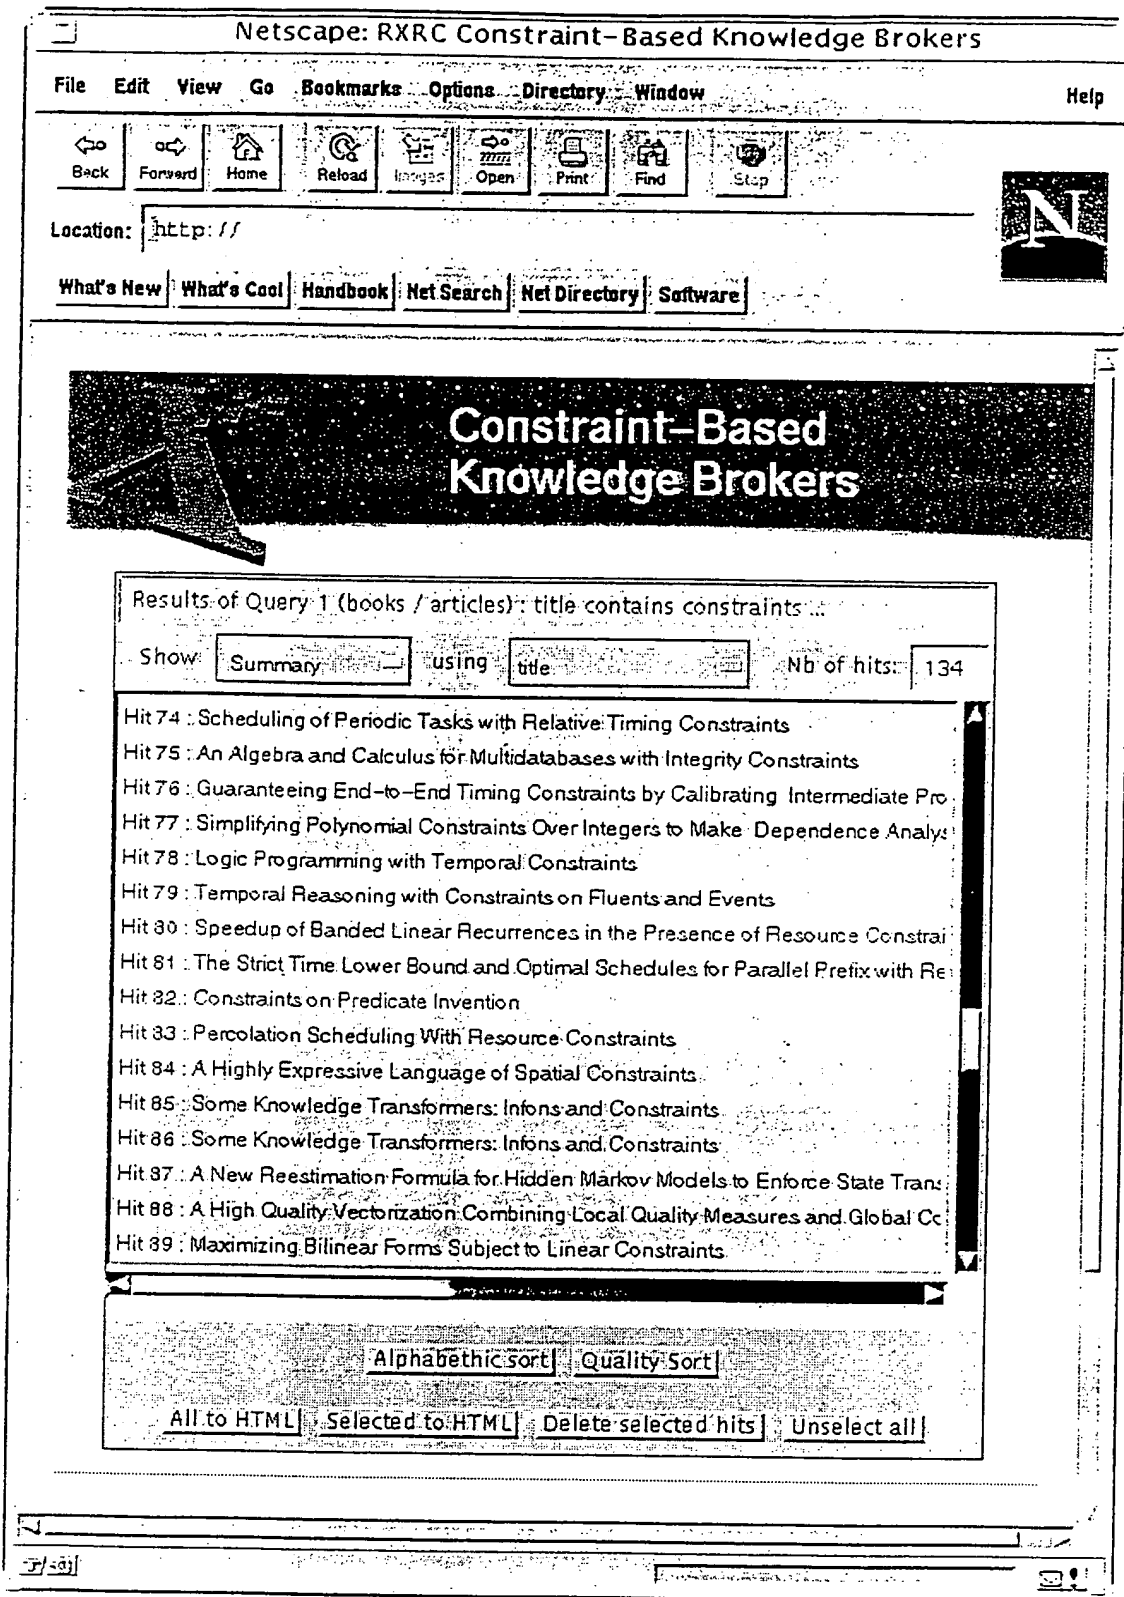 Netscape: RXRC Constraint-Based Knowledge Brokers
File Edit View Go Bookmarks Options Directory Window Help
Back Forward Home Reload Images Open Print Find Stop
N
Location: http://
What's New What's Cool Handbook Net Search Net Directory Software
Constraint-Based
Knowledge Brokers
Results of Query 1 (books / articles) : title contains constraints ...
Show Summary using title Nb of hits: 134
Hit 74 : Scheduling of Periodic Tasks with Relative Timing Constraints
Hit 75 : An Algebra and Calculus for Multidatabases with Integrity Constraints
Hit 76 : Guaranteeing End-to-End Timing Constraints by Calibrating Intermediate Pro
Hit 77 : Simplifying Polynomial Constraints Over Integers to Make Dependence Analys
Hit 78 : Logic Programming with Temporal Constraints
Hit 79 : Temporal Reasoning with Constraints on Fluents and Events
Hit 80 : Speedup of Banded Linear Recurrences in the Presence of Resource Constrai
Hit 81 : The Strict Time Lower Bound and Optimal Schedules for Parallel Prefix with Re
Hit 82 : Constraints on Predicate Invention
Hit 83 : Percolation Scheduling With Resource Constraints
Hit 84 : A Highly Expressive Language of Spatial Constraints
Hit 85 : Some Knowledge Transformers: Infons and Constraints
Hit 86 : Some Knowledge Transformers: Infons and Constraints
Hit 87 : A New Reestimation Formula for Hidden Markov Models to Enforce State Trans
Hit 88 : A High Quality Vectorization Combining Local Quality Measures and Global Co
Hit 89 : Maximizing Bilinear Forms Subject to Linear Constraints
Alphabethic sort Quality Sort
All to HTML Selected to HTML Delete selected hits Unselect all